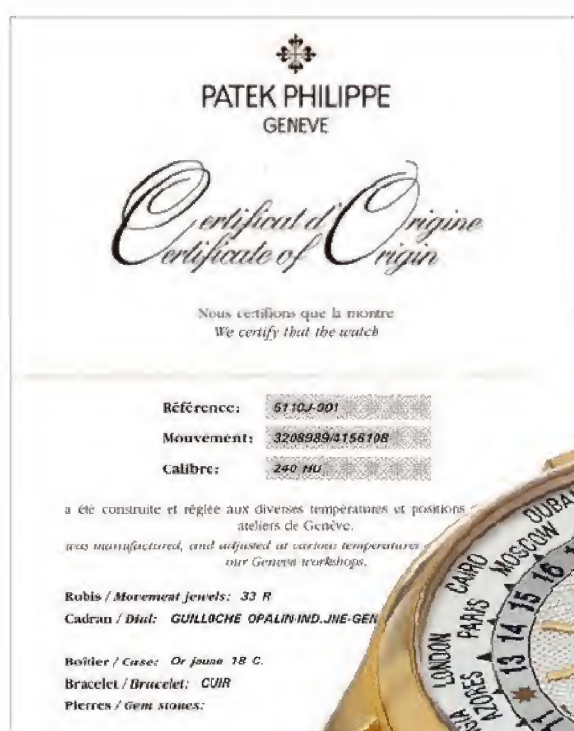 PATEK PHILIPPE
GENEVE
Certificat d'Origine
Certificate of Origin
Nous certifions que la montre
We certify that the watch
Référence: 5110J-001
Mouvement: 3208989/4156108
Calibre: 240 HU
a été construite et réglée aux diverses températures et positions
ateliers de Genève.
was manufactured, and adjusted at various temperatures
our Geneva workshops.
Rubis / Movement jewels: 33 R
Cadran / Dial: GUILLOCHE OPALIN-IND.JNE-GEN
Boîtier / Case: Or jaune 18 C.
Bracelet / Bracelet: CUIR
Pierres / Gem stones:
AZORES
LONDON
PARIS
CAIRO
MOSCOW
DUBAI
11
13
14
15
16